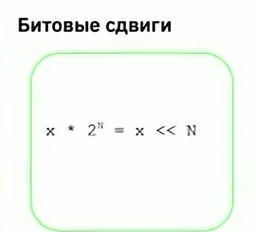 Битовые сдвиги
x * 2ᴺ = x << N